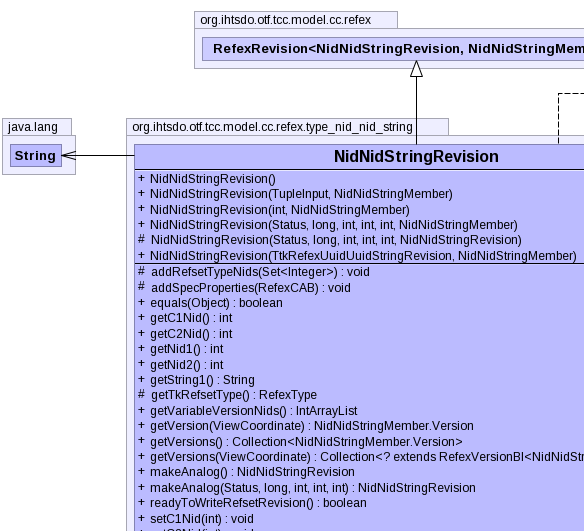 org.ihtsdo.otf.tcc.model.cc.refex
RefexRevision<NidNidStringRevision, NidNidStringMem
java.lang
String
org.ihtsdo.otf.tcc.model.cc.refex.type_nid_nid_string
NidNidStringRevision
+ NidNidStringRevision()
+ NidNidStringRevision(TupleInput, NidNidStringMember)
+ NidNidStringRevision(int, NidNidStringMember)
+ NidNidStringRevision(Status, long, int, int, int, NidNidStringMember)
# NidNidStringRevision(Status, long, int, int, int, NidNidStringRevision)
+ NidNidStringRevision(TtkRefexUuidUuidStringRevision, NidNidStringMember)
# addRefsetTypeNids(Set<Integer>) : void
# addSpecProperties(RefexCAB) : void
+ equals(Object) : boolean
+ getC1Nid() : int
+ getC2Nid() : int
+ getNid1() : int
+ getNid2() : int
+ getString1() : String
# getTkRefsetType() : RefexType
+ getVariableVersionNids() : IntArrayList
+ getVersion(ViewCoordinate) : NidNidStringMember.Version
+ getVersions() : Collection<NidNidStringMember.Version>
+ getVersions(ViewCoordinate) : Collection<? extends RefexVersionBI<NidNidStr
+ makeAnalog() : NidNidStringRevision
+ makeAnalog(Status, long, int, int, int) : NidNidStringRevision
+ readyToWriteRefsetRevision() : boolean
+ setC1Nid(int) : void